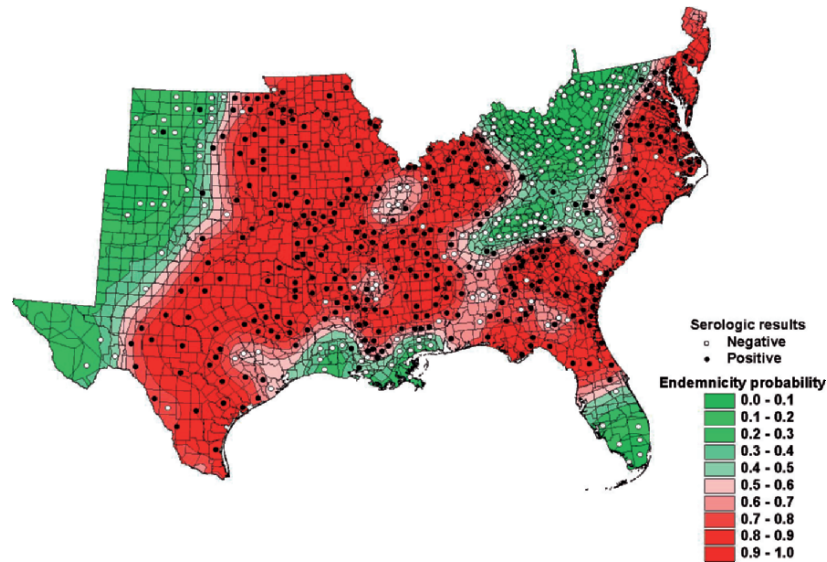 Serologic results
Negative
Positive
Endemnicity probability
0.0 - 0.1
0.1 - 0.2
0.2 - 0.3
0.3 - 0.4
0.4 - 0.5
0.5 - 0.6
0.6 - 0.7
0.7 - 0.8
0.8 - 0.9
0.9 - 1.0